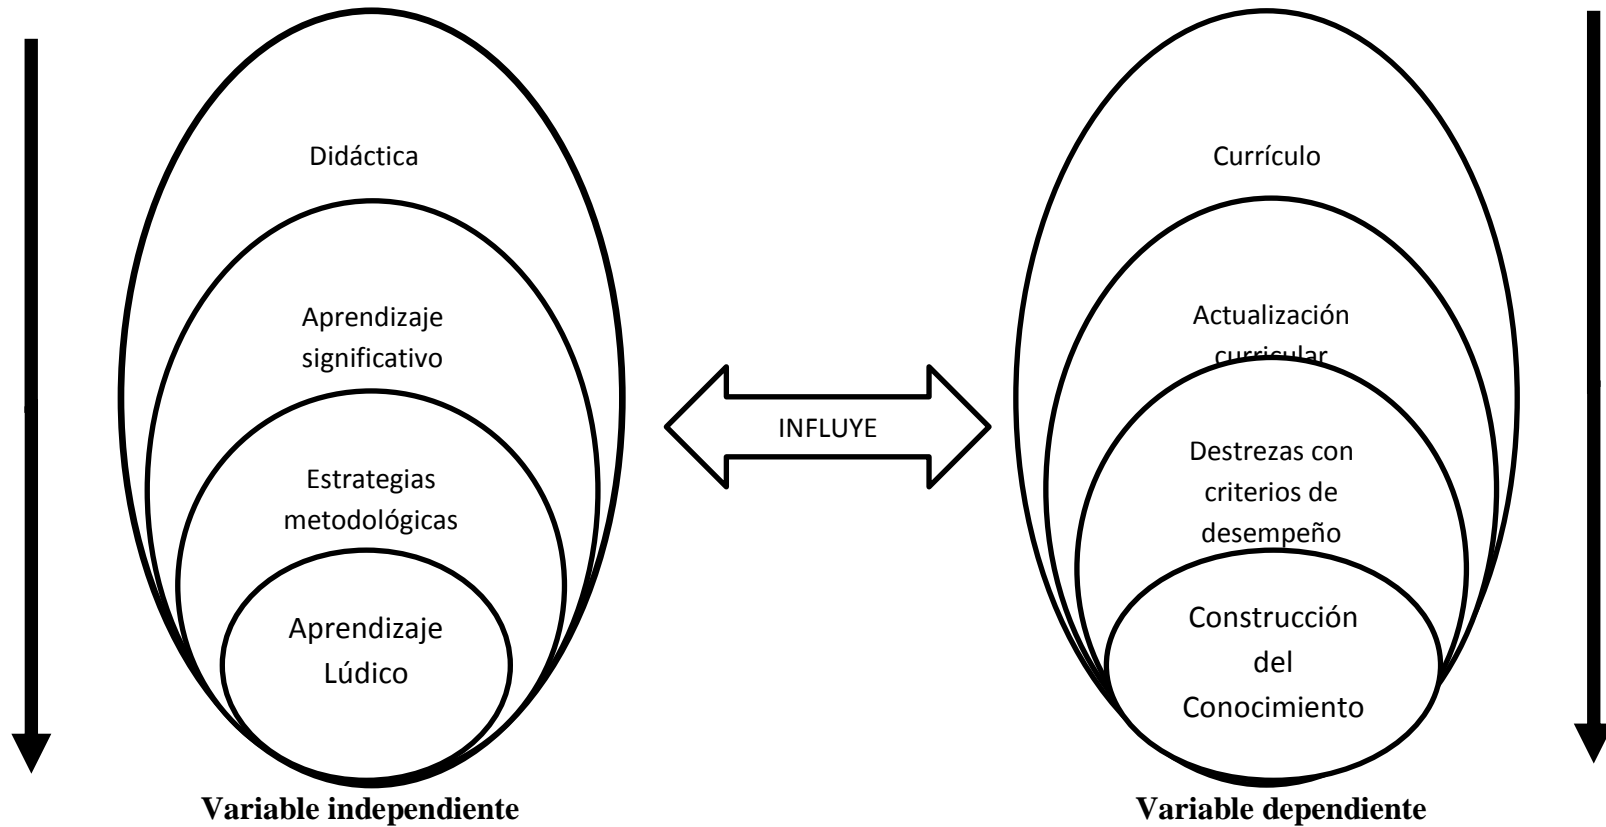 Didáctica
Aprendizaje
significativo
Estrategias
metodológicas
Aprendizaje
Lúdico
Variable independiente
INFLUYE
Currículo
Actualización
curricular
Destrezas con
criterios de
desempeño
Construcción
del
Conocimiento
Variable dependiente